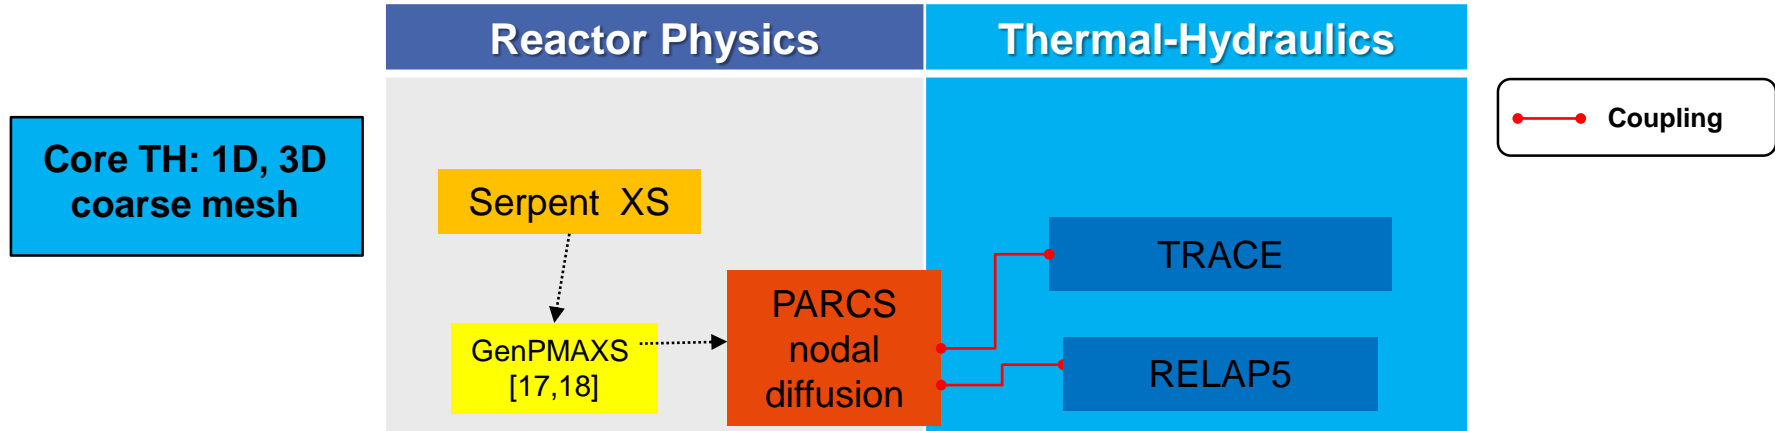 Reactor Physics
Thermal-Hydraulics
Core TH: 1D, 3D
coarse mesh
Coupling
Serpent XS
GenPMAXS
[17,18]
PARCS
nodal
diffusion
TRACE
RELAP5